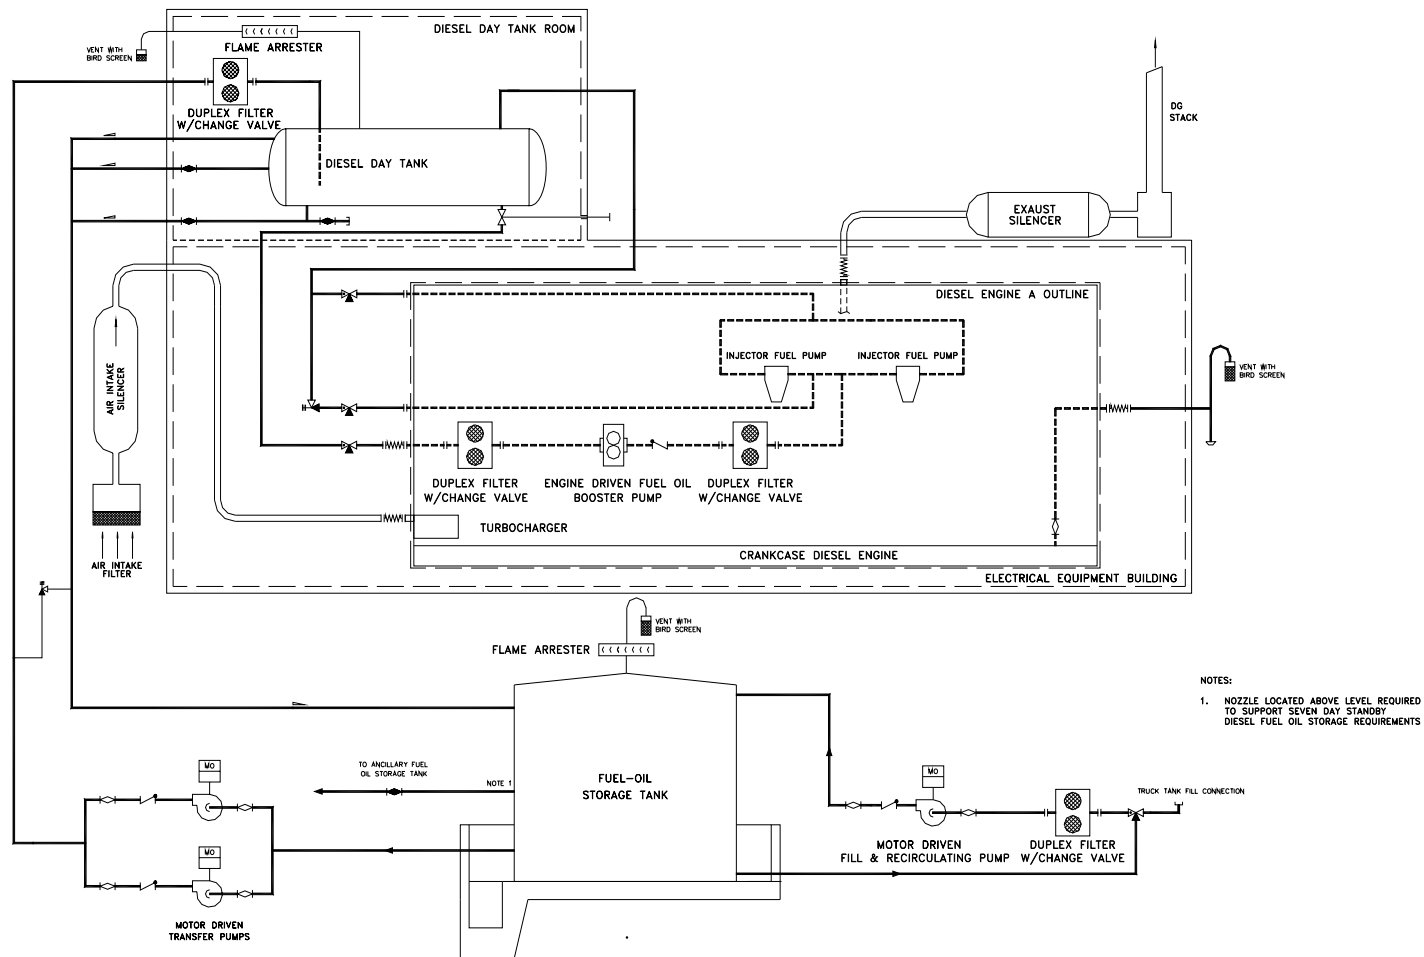 DIESEL DAY TANK ROOM
VENT WITH
BIRD SCREEN
FLAME ARRESTER
DUPLEX FILTER
W/CHANGE VALVE
DIESEL DAY TANK
DG
STACK
EXAUST
SILENCER
DIESEL ENGINE A OUTLINE
INJECTOR FUEL PUMP
INJECTOR FUEL PUMP
VENT WITH
BIRD SCREEN
AIR INTAKE
SILENCER
DUPLEX FILTER
W/CHANGE VALVE
ENGINE DRIVEN FUEL OIL
BOOSTER PUMP
DUPLEX FILTER
W/CHANGE VALVE
TURBOCHARGER
CRANKCASE DIESEL ENGINE
AIR INTAKE
FILTER
ELECTRICAL EQUIPMENT BUILDING
VENT WITH
BIRD SCREEN
FLAME ARRESTER
NOTES:
1. NOZZLE LOCATED ABOVE LEVEL REQUIRED
TO SUPPORT SEVEN DAY STANDBY
DIESEL FUEL OIL STORAGE REQUIREMENTS
TO ANCILLARY FUEL
OIL STORAGE TANK
NOTE 1
FUEL-OIL
STORAGE TANK
MO
MO
MO
TRUCK TANK FILL CONNECTION
MOTOR DRIVEN
FILL & RECIRCULATING PUMP
DUPLEX FILTER
W/CHANGE VALVE
MOTOR DRIVEN
TRANSFER PUMPS